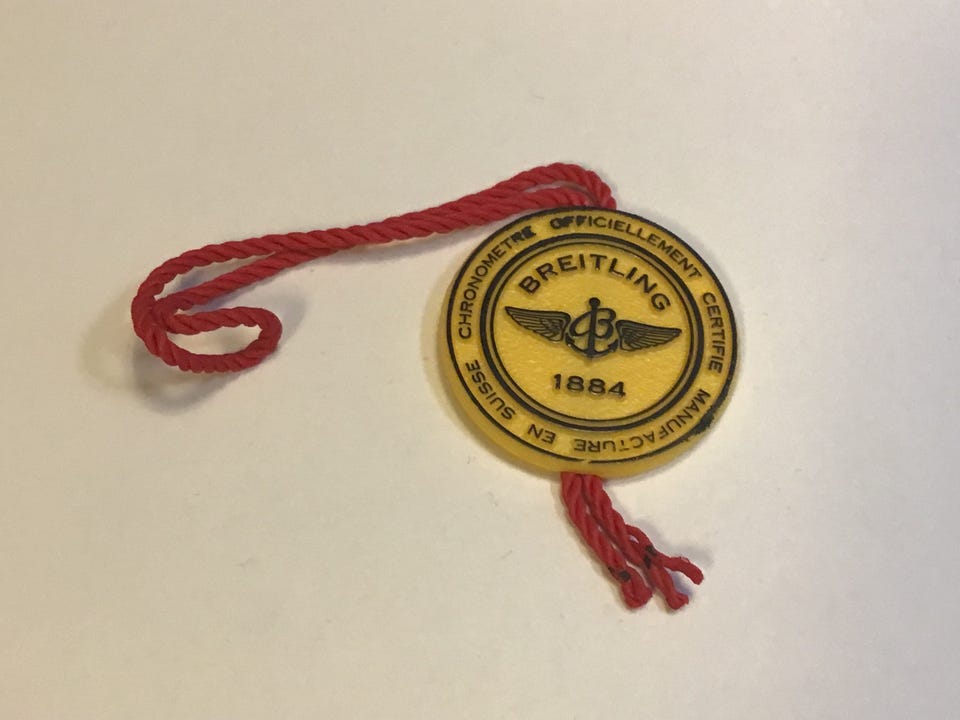 CHRONOMETRE OFFICIELLEMENT CERTIFIE MANUFACTURE EN SUISSE
BREITLING
B
1884